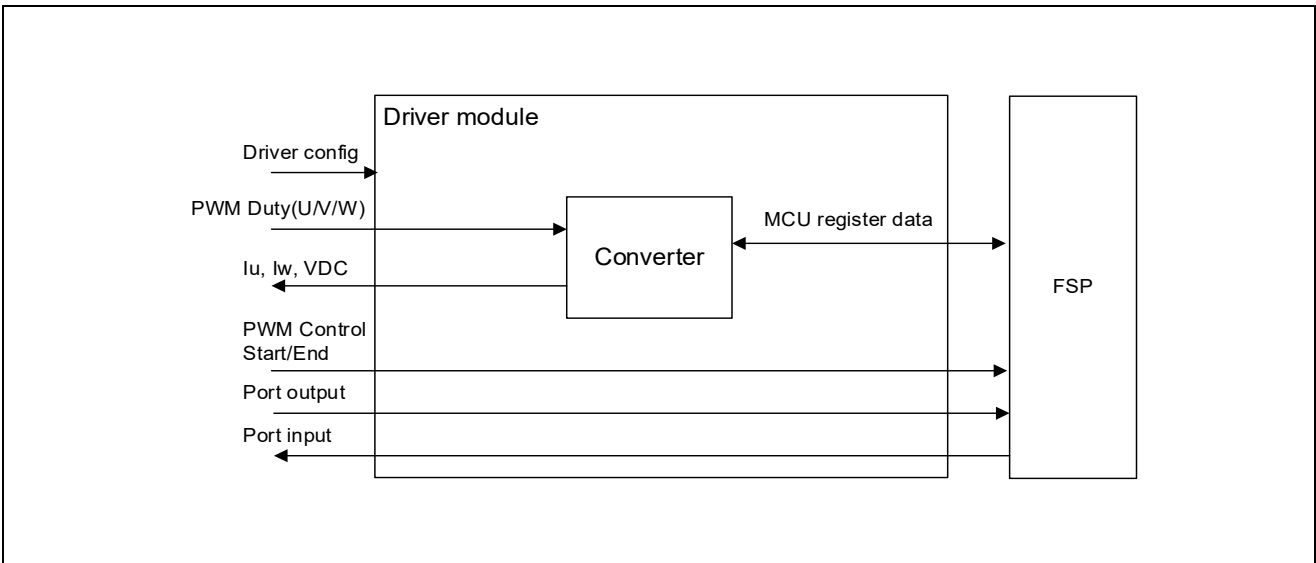 Driver module
Driver config
PWM Duty(U/V/W)
MCU register data
Converter
Iu, Iw, VDC
FSP
PWM Control
Start/End
Port output
Port input